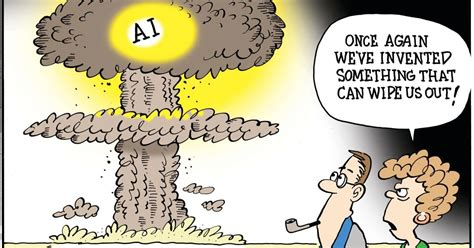 AI
ONCE AGAIN
WE'VE INVENTED
SOMETHING THAT
CAN WIPE US OUT!